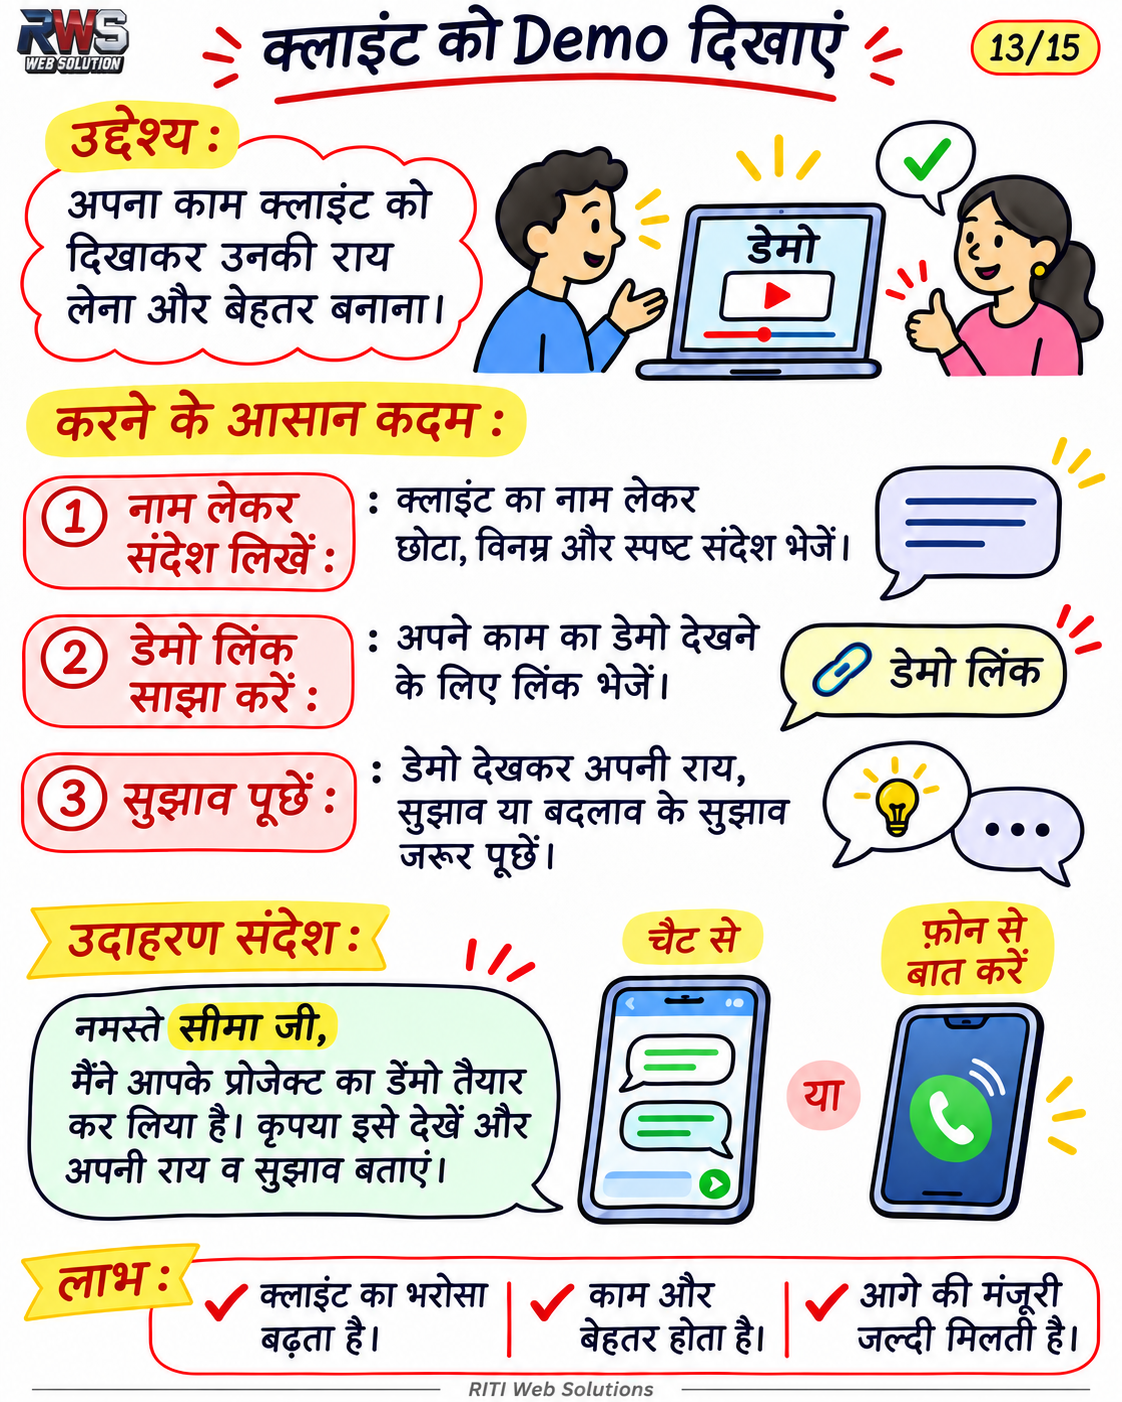 RWS
WEB SOLUTION
क्लाइंट को Demo दिखाएं
13/15
उद्देश्य :
अपना काम क्लाइंट को
दिखाकर उनकी राय
लेना और बेहतर बनाना।
डेमो
करने के आसान कदम :
1 नाम लेकर
संदेश लिखें :
: क्लाइंट का नाम लेकर
छोटा, विनम्र और स्पष्ट संदेश भेजें।
2 डेमो लिंक
साझा करें :
: अपने काम का डेमो देखने
के लिए लिंक भेजें।
डेमो लिंक
3 सुझाव पूछें :
: डेमो देखकर अपनी राय,
सुझाव या बदलाव के सुझाव
जरूर पूछें।
उदाहरण संदेश :
नमस्ते सीमा जी,
मैंने आपके प्रोजेक्ट का डेंमो तैयार
कर लिया है। कृपया इसे देखें और
अपनी राय व सुझाव बताएं।
चैट से
या
फ़ोन से
बात करें
लाभ :
क्लाइंट का भरोसा
बढ़ता है।
काम और
बेहतर होता है।
आगे की मंजूरी
जल्दी मिलती है।
RITI Web Solutions